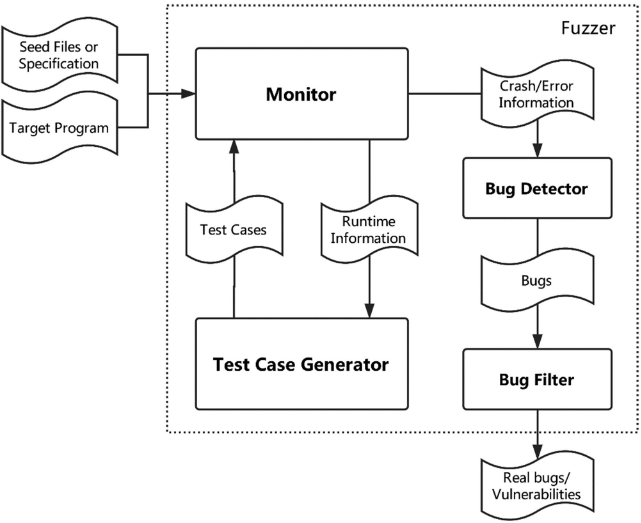 Fuzzer
Seed Files or
Specification
Target Program
Monitor
Crash/Error
Information
Bug Detector
Test Cases
Runtime
Information
Bugs
Test Case Generator
Bug Filter
Real bugs/
Vulnerabilities